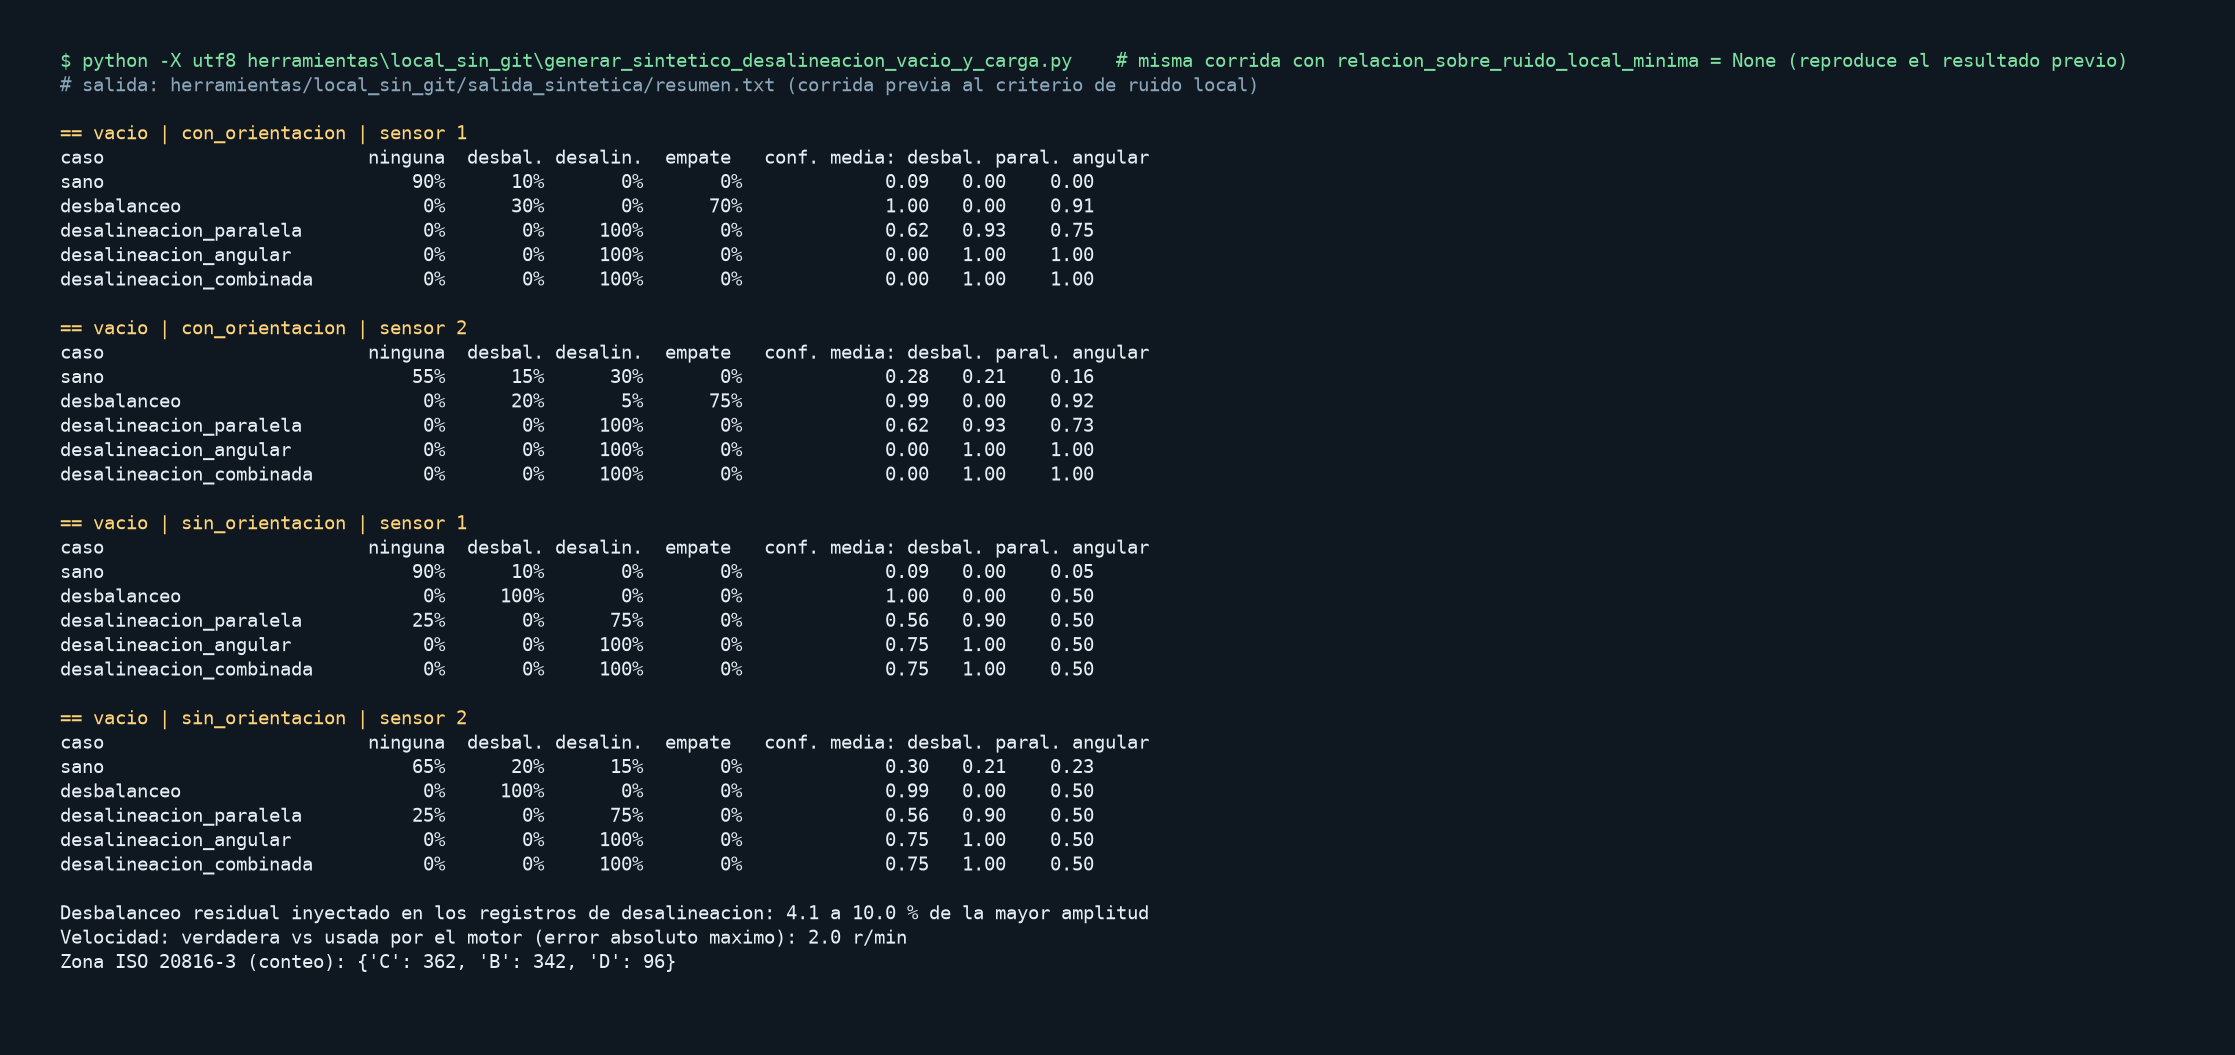 $ python -X utf8 herramientas\local_sin_git\generar_sintetico_desalineacion_vacio_y_carga.py    # misma corrida con relacion_sobre_ruido_local_minima = None (reproduce el resultado previo)
# salida: herramientas/local_sin_git/salida_sintetica/resumen.txt (corrida previa al criterio de ruido local)

== vacio | con_orientacion | sensor 1
caso                        ninguna  desbal. desalin.  empate   conf. media: desbal. paral. angular
sano                            90%      10%       0%       0%             0.09   0.00    0.00
desbalanceo                      0%      30%       0%      70%             1.00   0.00    0.91
desalineacion_paralela           0%       0%     100%       0%             0.62   0.93    0.75
desalineacion_angular            0%       0%     100%       0%             0.00   1.00    1.00
desalineacion_combinada          0%       0%     100%       0%             0.00   1.00    1.00

== vacio | con_orientacion | sensor 2
caso                        ninguna  desbal. desalin.  empate   conf. media: desbal. paral. angular
sano                            55%      15%      30%       0%             0.28   0.21    0.16
desbalanceo                      0%      20%       5%      75%             0.99   0.00    0.92
desalineacion_paralela           0%       0%     100%       0%             0.62   0.93    0.73
desalineacion_angular            0%       0%     100%       0%             0.00   1.00    1.00
desalineacion_combinada          0%       0%     100%       0%             0.00   1.00    1.00

== vacio | sin_orientacion | sensor 1
caso                        ninguna  desbal. desalin.  empate   conf. media: desbal. paral. angular
sano                            90%      10%       0%       0%             0.09   0.00    0.05
desbalanceo                      0%     100%       0%       0%             1.00   0.00    0.50
desalineacion_paralela          25%       0%      75%       0%             0.56   0.90    0.50
desalineacion_angular            0%       0%     100%       0%             0.75   1.00    0.50
desalineacion_combinada          0%       0%     100%       0%             0.75   1.00    0.50

== vacio | sin_orientacion | sensor 2
caso                        ninguna  desbal. desalin.  empate   conf. media: desbal. paral. angular
sano                            65%      20%      15%       0%             0.30   0.21    0.23
desbalanceo                      0%     100%       0%       0%             0.99   0.00    0.50
desalineacion_paralela          25%       0%      75%       0%             0.56   0.90    0.50
desalineacion_angular            0%       0%     100%       0%             0.75   1.00    0.50
desalineacion_combinada          0%       0%     100%       0%             0.75   1.00    0.50

Desbalanceo residual inyectado en los registros de desalineacion: 4.1 a 10.0 % de la mayor amplitud
Velocidad: verdadera vs usada por el motor (error absoluto maximo): 2.0 r/min
Zona ISO 20816-3 (conteo): {'C': 362, 'B': 342, 'D': 96}